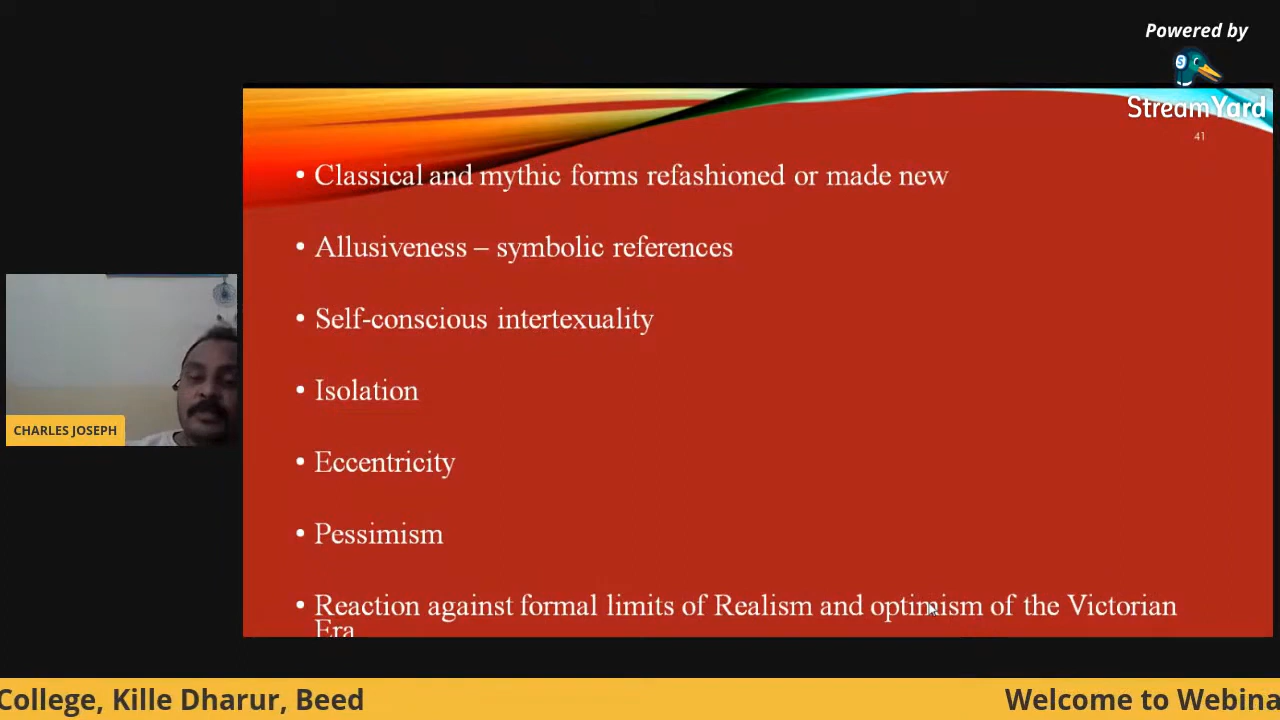 Powered by
StreamYard
41
• Classical and mythic forms refashioned or made new
• Allusiveness – symbolic references
• Self-conscious intertexuality
• Isolation
• Eccentricity
• Pessimism
• Reaction against formal limits of Realism and optimism of the Victorian
Era
CHARLES JOSEPH
College, Kille Dharur, Beed
Welcome to Webina